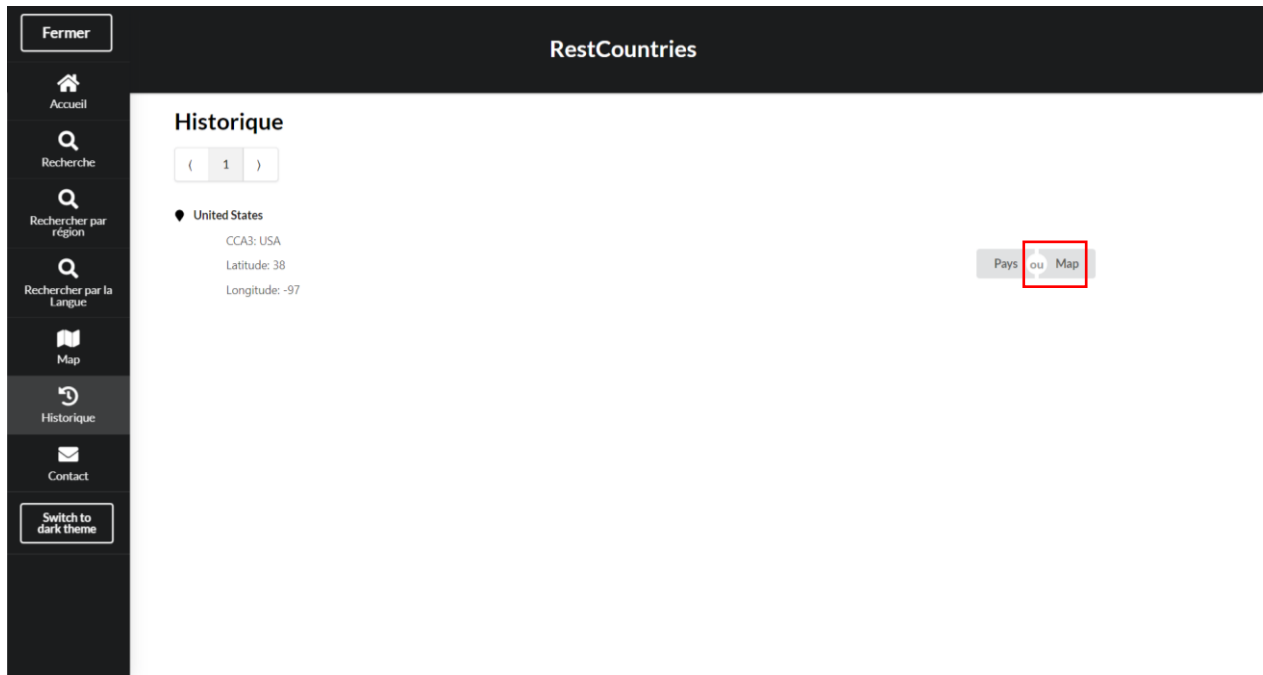 Fermer
RestCountries
Accueil
Recherche
Rechercher par
région
Rechercher par la
Langue
Map
Historique
Contact
Switch to
dark theme
Historique
⟨ 1 ⟩
United States
CCA3: USA
Latitude: 38
Longitude: -97
Pays ou Map